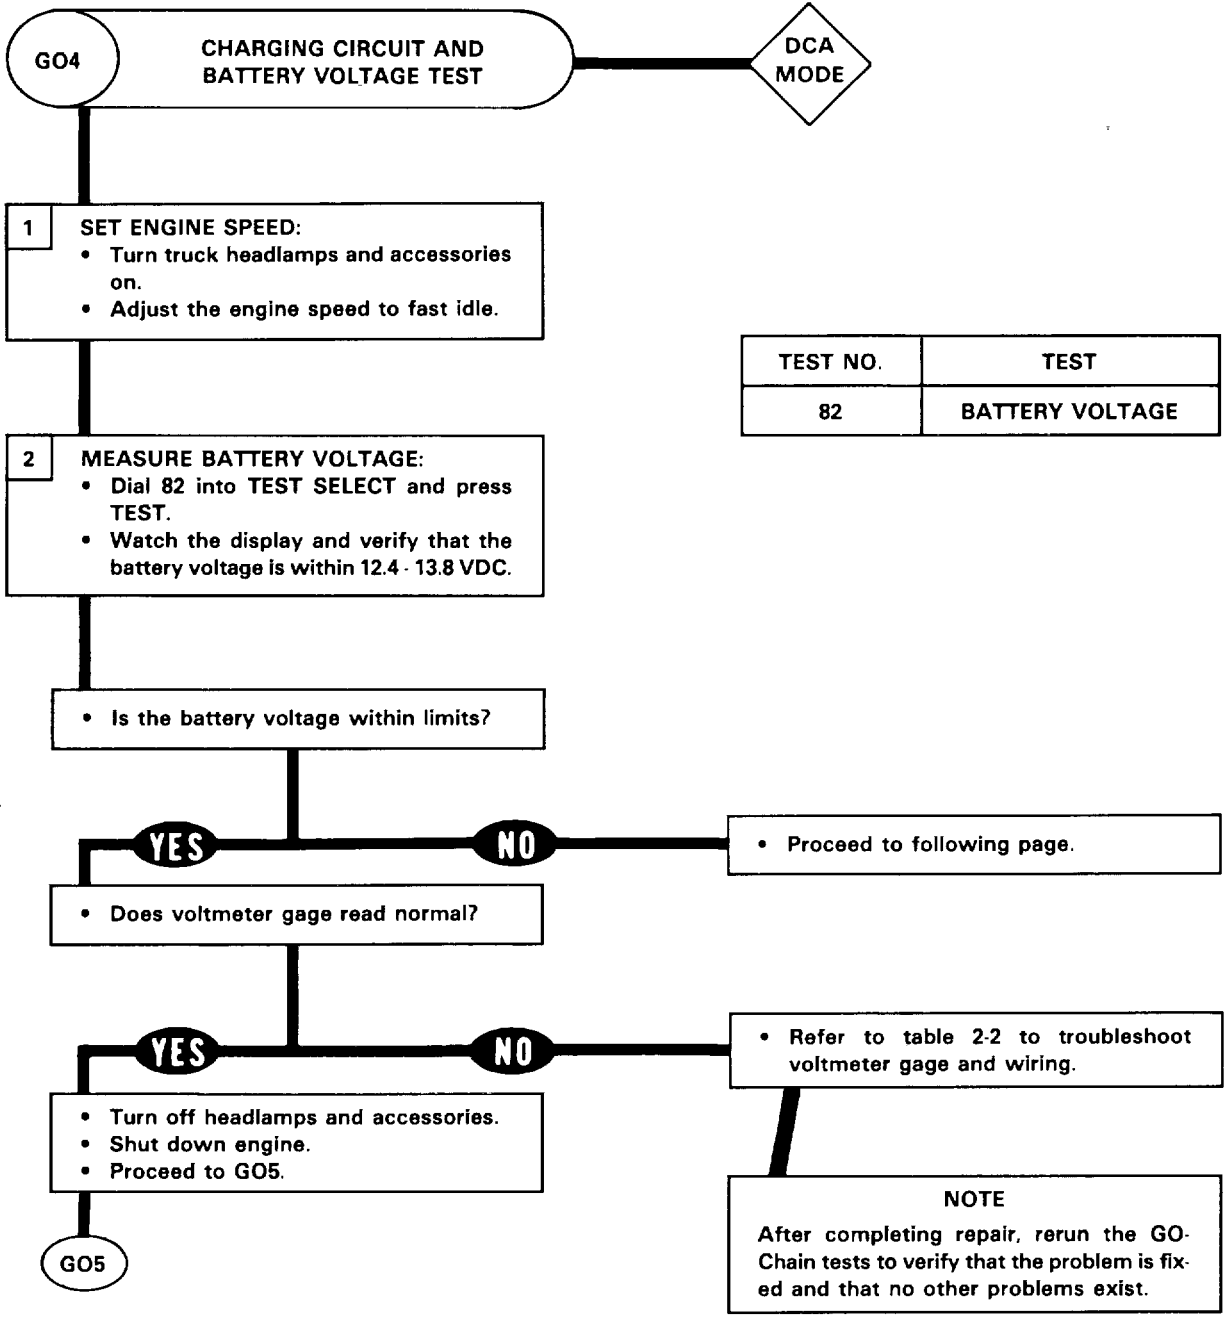 GO4
CHARGING CIRCUIT AND
BATTERY VOLTAGE TEST
DCA
MODE
1
SET ENGINE SPEED:
• Turn truck headlamps and accessories
on.
• Adjust the engine speed to fast idle.
TEST NO.
TEST
82
BATTERY VOLTAGE
2
MEASURE BATTERY VOLTAGE:
• Dial 82 into TEST SELECT and press
TEST.
• Watch the display and verify that the
battery voltage is within 12.4 - 13.8 VDC.
• Is the battery voltage within limits?
YES
NO
• Proceed to following page.
• Does voltmeter gage read normal?
YES
NO
• Refer to table 2-2 to troubleshoot
voltmeter gage and wiring.
• Turn off headlamps and accessories.
• Shut down engine.
• Proceed to GO5.
GO5
NOTE
After completing repair, rerun the GO-
Chain tests to verify that the problem is fix-
ed and that no other problems exist.